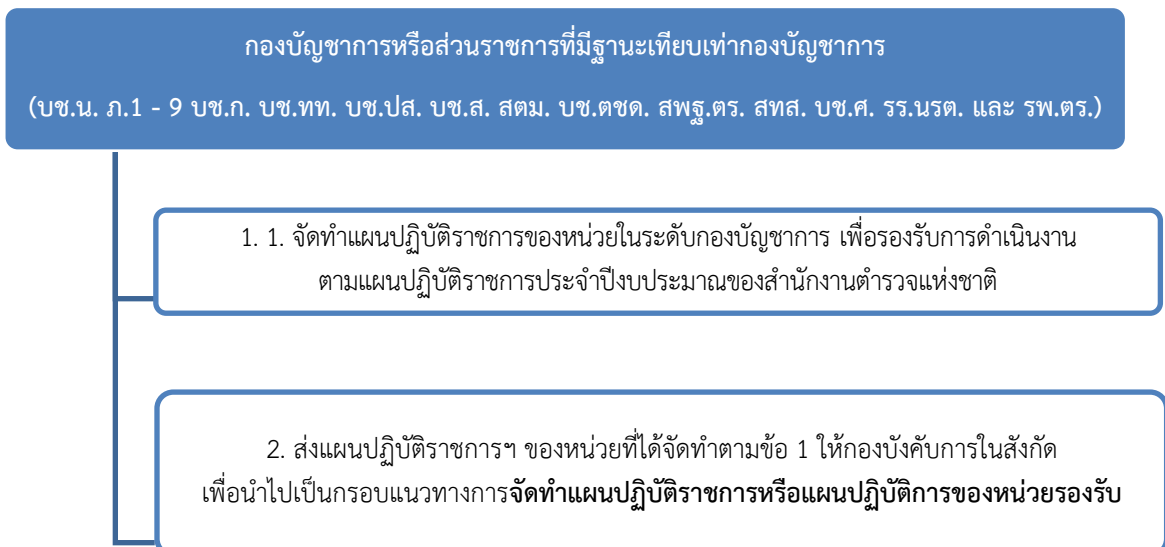 กองบัญชาการหรือส่วนราชการที่มีฐานะเทียบเท่ากองบัญชาการ
(บช.น. ภ.1 - 9 บช.ก. บช.ทท. บช.ปส. บช.ส. สตม. บช.ตชด. สพฐ.ตร. สทส. บช.ศ. รร.นรต. และ รพ.ตร.)
1. 1. จัดทำแผนปฏิบัติราชการของหน่วยในระดับกองบัญชาการ เพื่อรองรับการดำเนินงาน
ตามแผนปฏิบัติราชการประจำปีงบประมาณของสำนักงานตำรวจแห่งชาติ
2. ส่งแผนปฏิบัติราชการฯ ของหน่วยที่ได้จัดทำตามข้อ 1 ให้กองบังคับการในสังกัด
เพื่อนำไปเป็นกรอบแนวทางการจัดทำแผนปฏิบัติราชการหรือแผนปฏิบัติการของหน่วยรองรับ